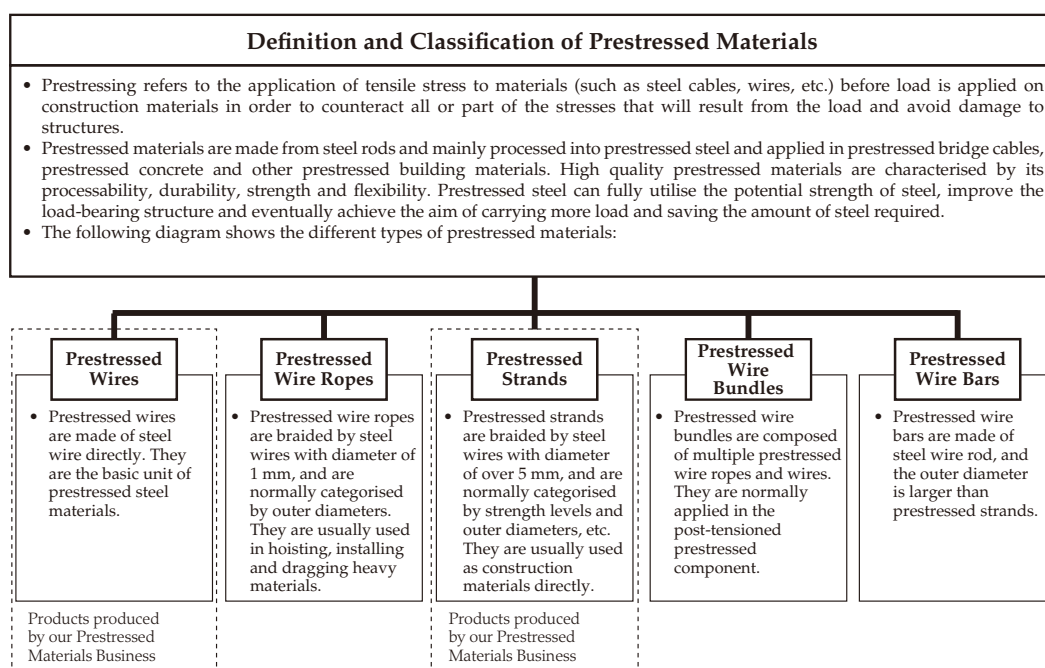 Definition and Classification of Prestressed Materials
• Prestressing refers to the application of tensile stress to materials (such as steel cables, wires, etc.) before load is applied on
construction materials in order to counteract all or part of the stresses that will result from the load and avoid damage to
structures.
• Prestressed materials are made from steel rods and mainly processed into prestressed steel and applied in prestressed bridge cables,
prestressed concrete and other prestressed building materials. High quality prestressed materials are characterised by its
processability, durability, strength and flexibility. Prestressed steel can fully utilise the potential strength of steel, improve the
load-bearing structure and eventually achieve the aim of carrying more load and saving the amount of steel required.
• The following diagram shows the different types of prestressed materials:
Prestressed
Wires
• Prestressed wires
are made of steel
wire directly. They
are the basic unit of
prestressed steel
materials.
Products produced
by our Prestressed
Materials Business
Prestressed
Wire Ropes
• Prestressed wire ropes
are braided by steel
wires with diameter of
1 mm, and are
normally categorised
by outer diameters.
They are usually used
in hoisting, installing
and dragging heavy
materials.
Prestressed
Strands
• Prestressed strands
are braided by steel
wires with diameter
of over 5 mm, and are
normally categorised
by strength levels and
outer diameters, etc.
They are usually used
as construction
materials directly.
Products produced
by our Prestressed
Materials Business
Prestressed
Wire
Bundles
• Prestressed wire
bundles are composed
of multiple prestressed
wire ropes and wires.
They are normally
applied in the
post-tensioned
prestressed
component.
Prestressed
Wire Bars
• Prestressed wire
bars are made of
steel wire rod, and
the outer diameter
is larger than
prestressed strands.